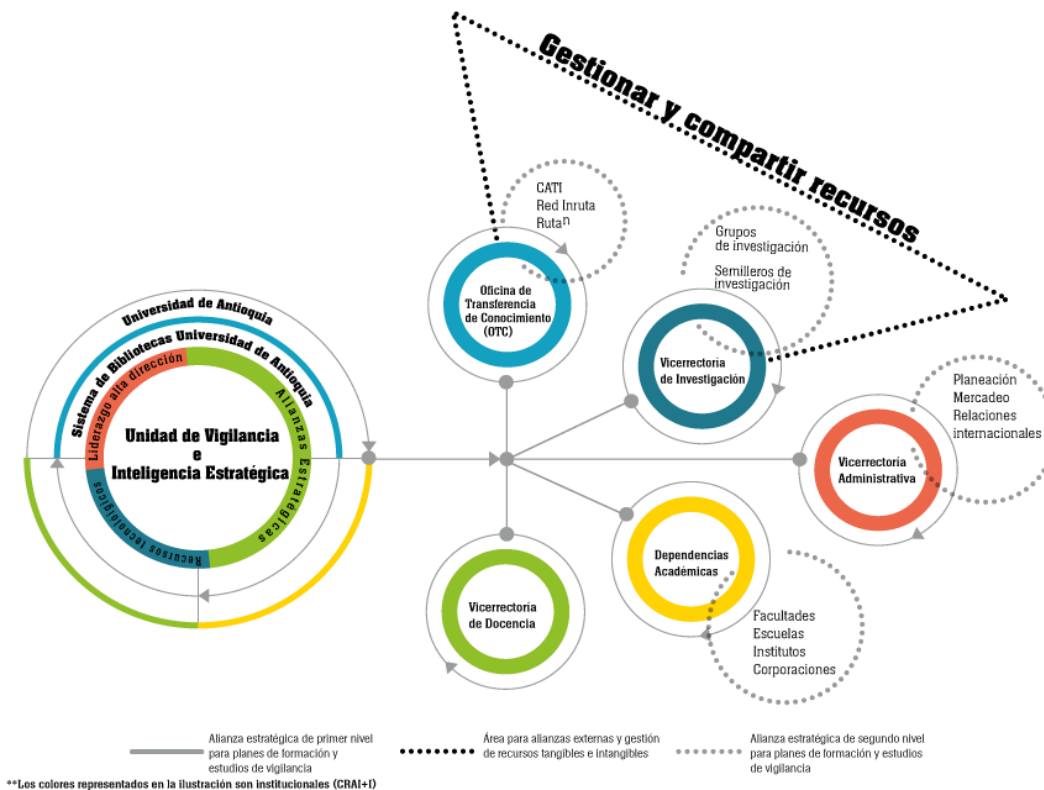 Gestionar y compartir recursos
CATI
Red Inruta
Rutaⁿ
Grupos
de investigación
Semilleros de
investigación
Oficina de
Transferencia
de Conocimiento
(OTC)
Universidad de Antioquia
Sistema de Bibliotecas Universidad de Antioquia
Liderazgo alta dirección
Alianzas Estratégicas
Recursos tecnolóigicos
Unidad de Vigilancia
e
Inteligencia Estratégica
Vicerrectoría
de Investigación
Planeación
Mercadeo
Relaciones
internacionales
Vicerrectoría
Administrativa
Dependencias
Académicas
Vicerrectoría
de Docencia
Facultades
Escuelas
Institutos
Corporaciones
Alianza estratégica de primer nivel
para planes de formación y
estudios de vigilancia
Área para alianzas externas y gestión
de recursos tangibles e intangibles
Alianza estratégica de segundo nivel
para planes de formación y estudios
de vigilancia
**Los colores representados en la ilustración son institucionales (CRAI+I)